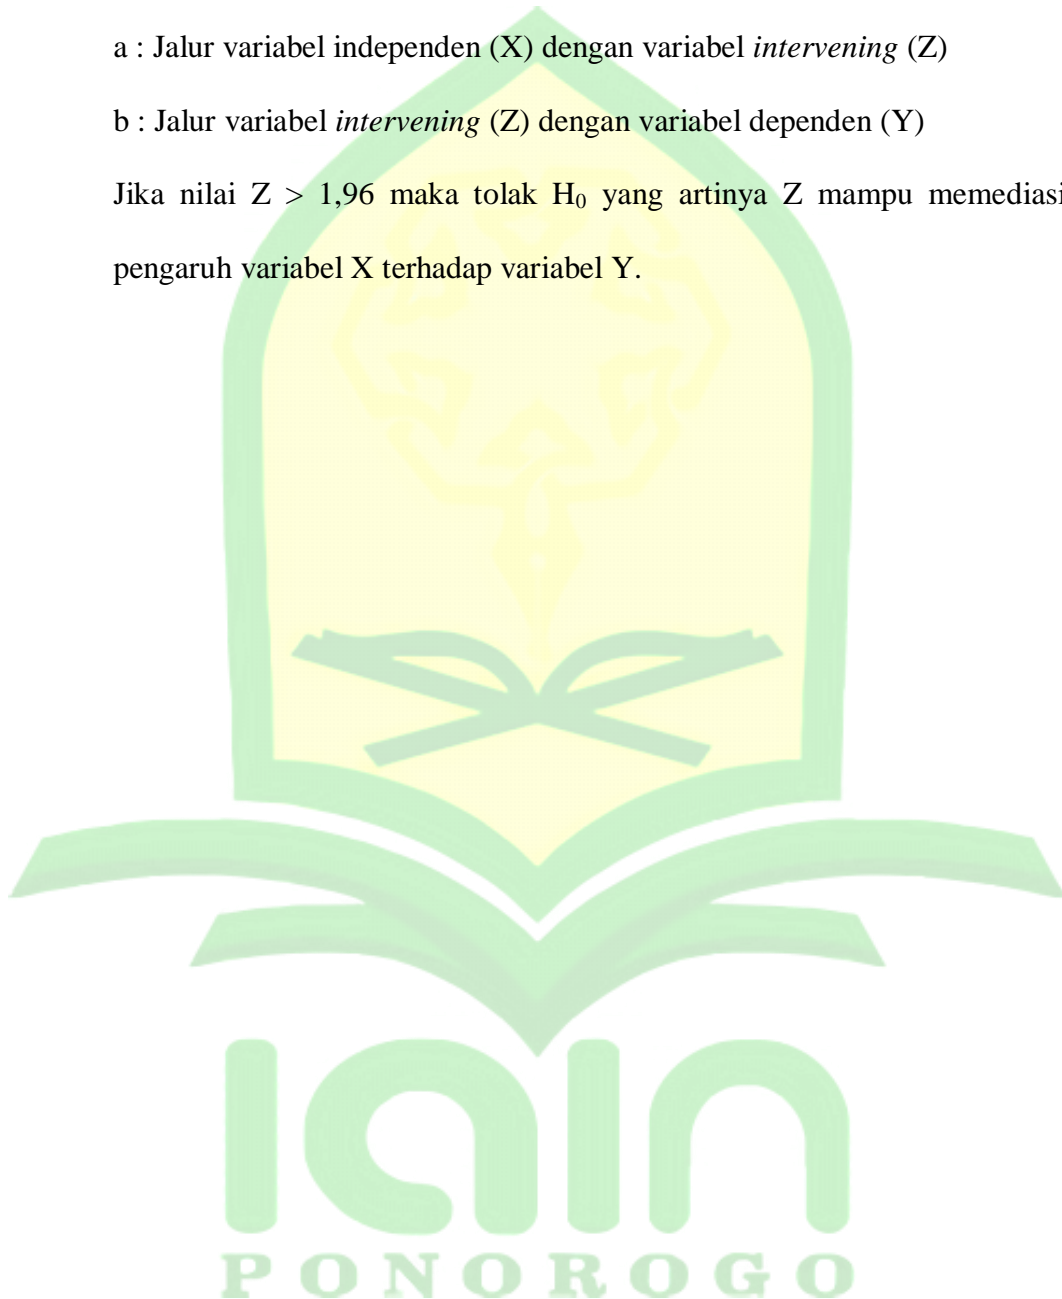 a : Jalur variabel independen (X) dengan variabel intervening (Z)
b : Jalur variabel intervening (Z) dengan variabel dependen (Y)
Jika nilai Z > 1,96 maka tolak H₀ yang artinya Z mampu memediasi
pengaruh variabel X terhadap variabel Y.
iain
PONOROGO